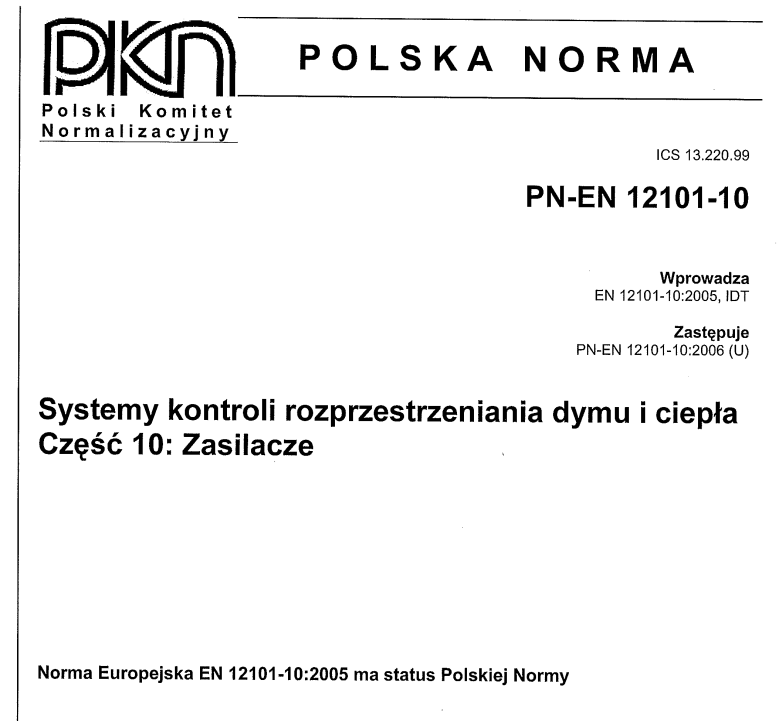 PKN
POLSKA NORMA
Polski Komitet
Normalizacyjny
ICS 13.220.99
PN-EN 12101-10
Wprowadza
EN 12101-10:2005, IDT
Zastępuje
PN-EN 12101-10:2006 (U)
Systemy kontroli rozprzestrzeniania dymu i ciepła
Część 10: Zasilacze
Norma Europejska EN 12101-10:2005 ma status Polskiej Normy